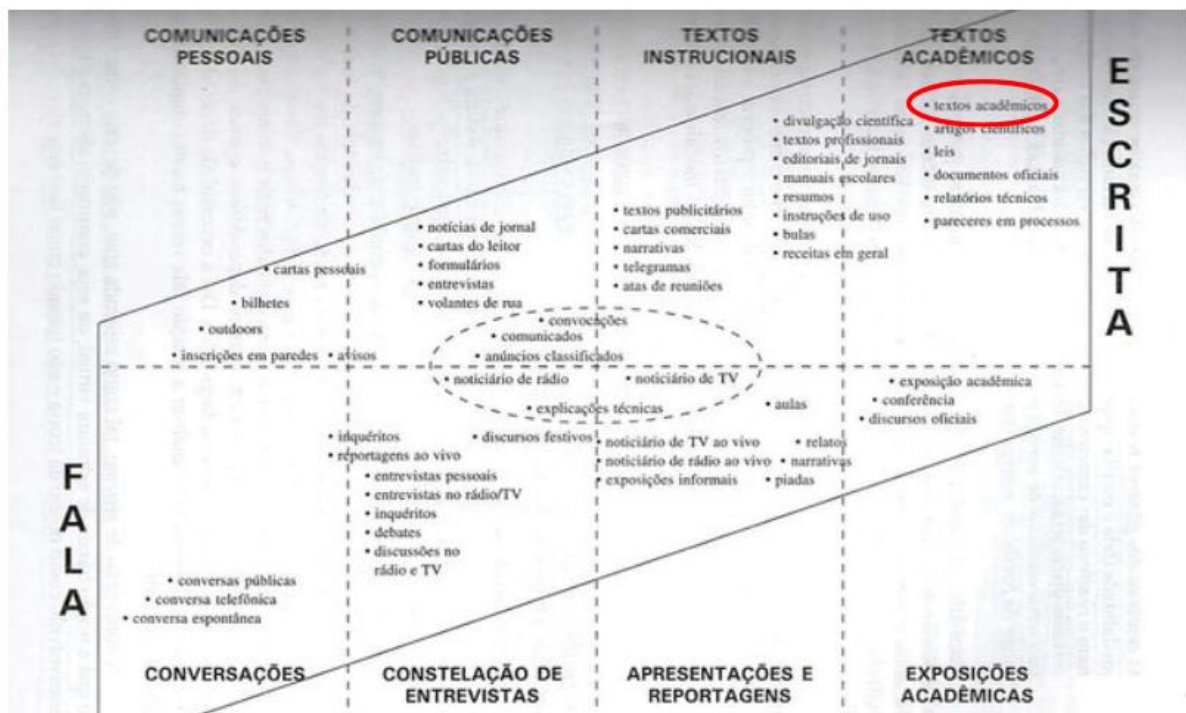 COMUNICAÇÕES
PESSOAIS
COMUNICAÇÕES
PÚBLICAS
TEXTOS
INSTRUCIONAIS
TEXTOS
ACADÊMICOS
ESCRITA
• textos acadêmicos
• artigos científicos
• leis
• documentos oficiais
• relatórios técnicos
• pareceres em processos
• divulgação científica
• textos profissionais
• editoriais de jornais
• manuais escolares
• resumos
• instruções de uso
• bulas
• receitas em geral
• textos publicitários
• cartas comerciais
• narrativas
• telegramas
• atas de reuniões
• notícias de jornal
• cartas do leitor
• formulários
• entrevistas
• volantes de rua
• cartas pessoais
• bilhetes
• outdoors
• inscrições em paredes • avisos
• convocações
• comunicados
• anúncios classificados
• noticiário de rádio
• noticiário de TV
• explicações técnicas
• exposição acadêmica
• conferência
• discursos oficiais
• aulas
• inquéritos
• reportagens ao vivo
• discursos festivos
• entrevistas pessoais
• entrevistas no rádio/TV
• inquéritos
• debates
• discussões no
rádio e TV
• noticiário de TV ao vivo
• noticiário de rádio ao vivo
• exposições informais
• relatos
• narrativas
• piadas
FALA
• conversas públicas
• conversa telefônica
• conversa espontânea
CONVERSAÇÕES
CONSTELAÇÃO DE
ENTREVISTAS
APRESENTAÇÕES E
REPORTAGENS
EXPOSIÇÕES
ACADÊMICAS